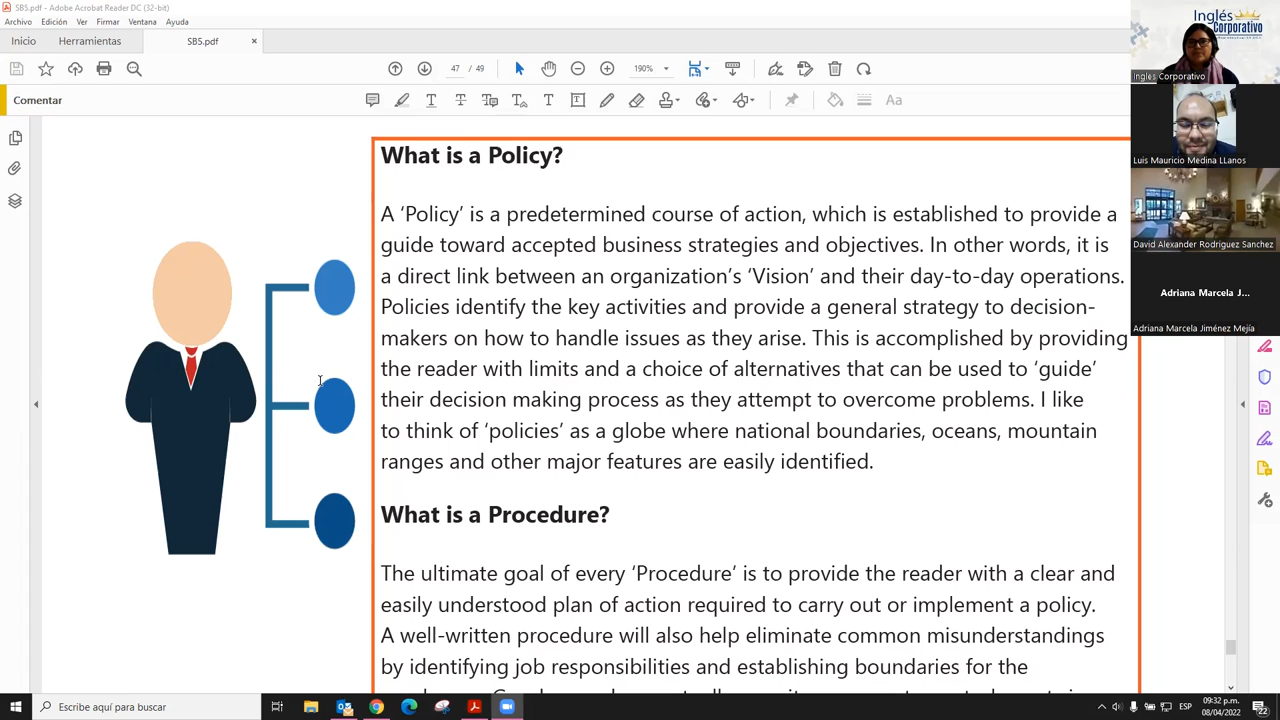 SB5.pdf - Adobe Acrobat Reader DC (32-bit)
Archivo Edición Ver Firmar Ventana Ayuda
Inicio Herramientas SB5.pdf ×
47 / 49 190%
Comentar
Aa
What is a Policy?
A ‘Policy’ is a predetermined course of action, which is established to provide a
guide toward accepted business strategies and objectives. In other words, it is
a direct link between an organization’s ‘Vision’ and their day-to-day operations.
Policies identify the key activities and provide a general strategy to decision-
makers on how to handle issues as they arise. This is accomplished by providing
the reader with limits and a choice of alternatives that can be used to ‘guide’
their decision making process as they attempt to overcome problems. I like
to think of ‘policies’ as a globe where national boundaries, oceans, mountain
ranges and other major features are easily identified.
What is a Procedure?
The ultimate goal of every ‘Procedure’ is to provide the reader with a clear and
easily understood plan of action required to carry out or implement a policy.
A well-written procedure will also help eliminate common misunderstandings
by identifying job responsibilities and establishing boundaries for the
Inglés
Corporativo
Ingles Corporativo
Luis Mauricio Medina LLanos
David Alexander Rodriguez Sanchez
Adriana Marcela J...
Adriana Marcela Jiménez Mejía
Escribe aquí para buscar
ESP
09:32 p.m.
08/04/2022
22